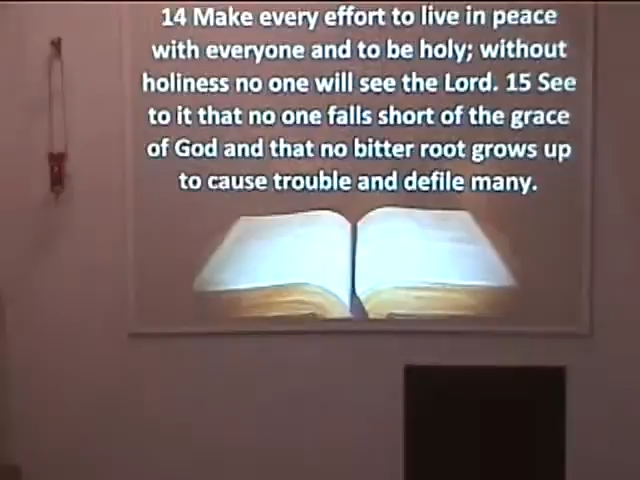 14 Make every effort to live in peace
with everyone and to be holy; without
holiness no one will see the Lord. 15 See
to it that no one falls short of the grace
of God and that no bitter root grows up
to cause trouble and defile many.